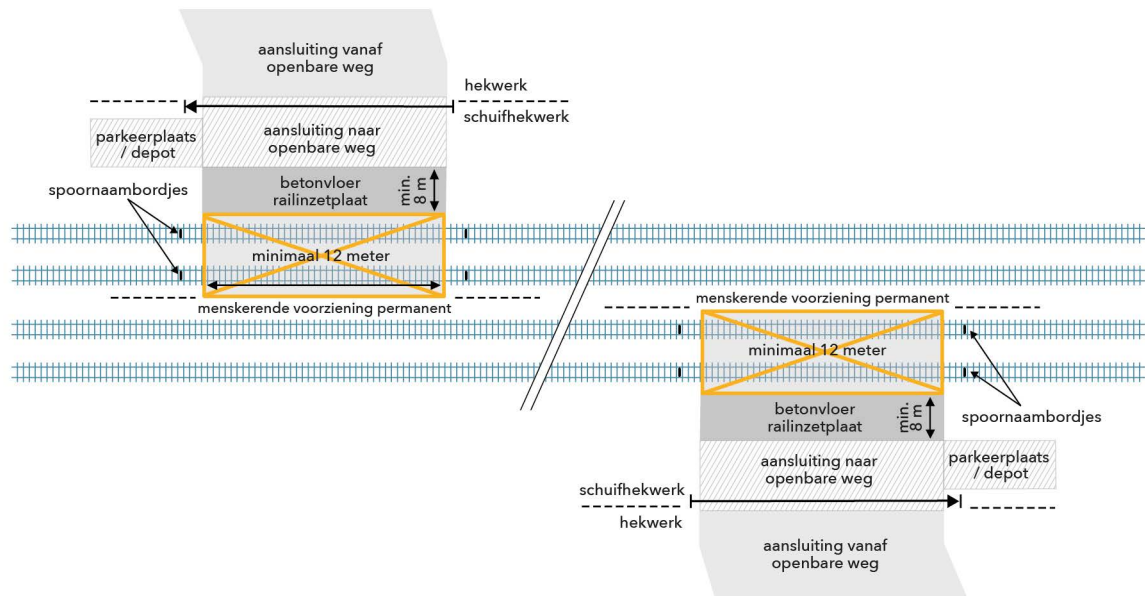 aansluiting vanaf
openbare weg
hekwerk
schuifhekwerk
parkeerplaats
/ depot
aansluiting naar
openbare weg
spoornaambordjes
betonvloer
railinzetplaat
min.
8 m
minimaal 12 meter
menskerende voorziening permanent
menskerende voorziening permanent
minimaal 12 meter
betonvloer
railinzetplaat
min.
8 m
spoornaambordjes
aansluiting naar
openbare weg
parkeerplaats
/ depot
schuifhekwerk
hekwerk
aansluiting vanaf
openbare weg